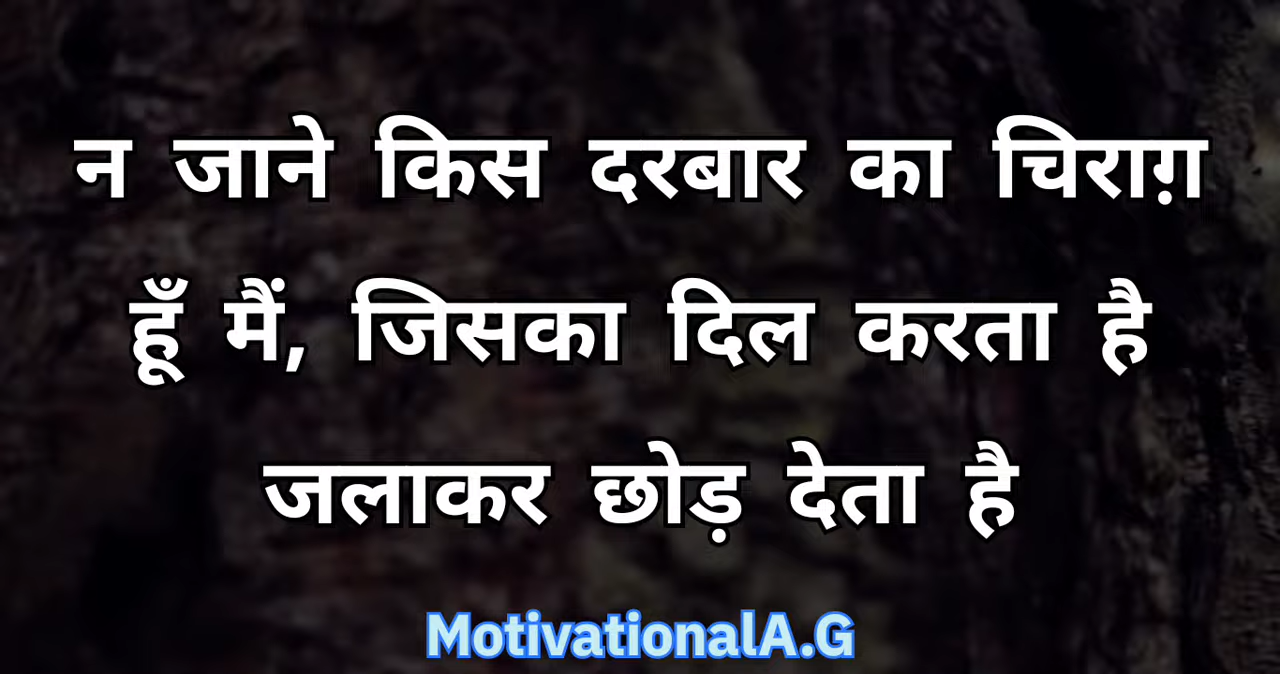 न जाने किस दरबार का चिराग़
हूँ मैं, जिसका दिल करता है
जलाकर छोड़ देता है
MotivationalA.G